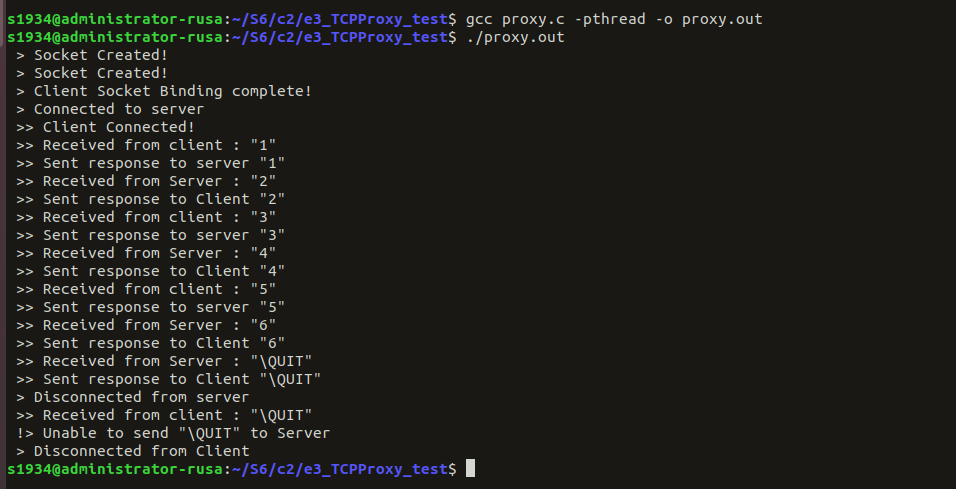 s1934@administrator-rusa:~/S6/c2/e3_TCPProxy_test$ gcc proxy.c -pthread -o proxy.out
s1934@administrator-rusa:~/S6/c2/e3_TCPProxy_test$ ./proxy.out
> Socket Created!
> Socket Created!
> Client Socket Binding complete!
> Connected to server
>> Client Connected!
>> Received from client : "1"
>> Sent response to server "1"
>> Received from Server : "2"
>> Sent response to Client "2"
>> Received from client : "3"
>> Sent response to server "3"
>> Received from Server : "4"
>> Sent response to Client "4"
>> Received from client : "5"
>> Sent response to server "5"
>> Received from Server : "6"
>> Sent response to Client "6"
>> Received from Server : "\QUIT"
>> Sent response to Client "\QUIT"
> Disconnected from server
>> Received from client : "\QUIT"
!> Unable to send "\QUIT" to Server
> Disconnected from Client
s1934@administrator-rusa:~/S6/c2/e3_TCPProxy_test$